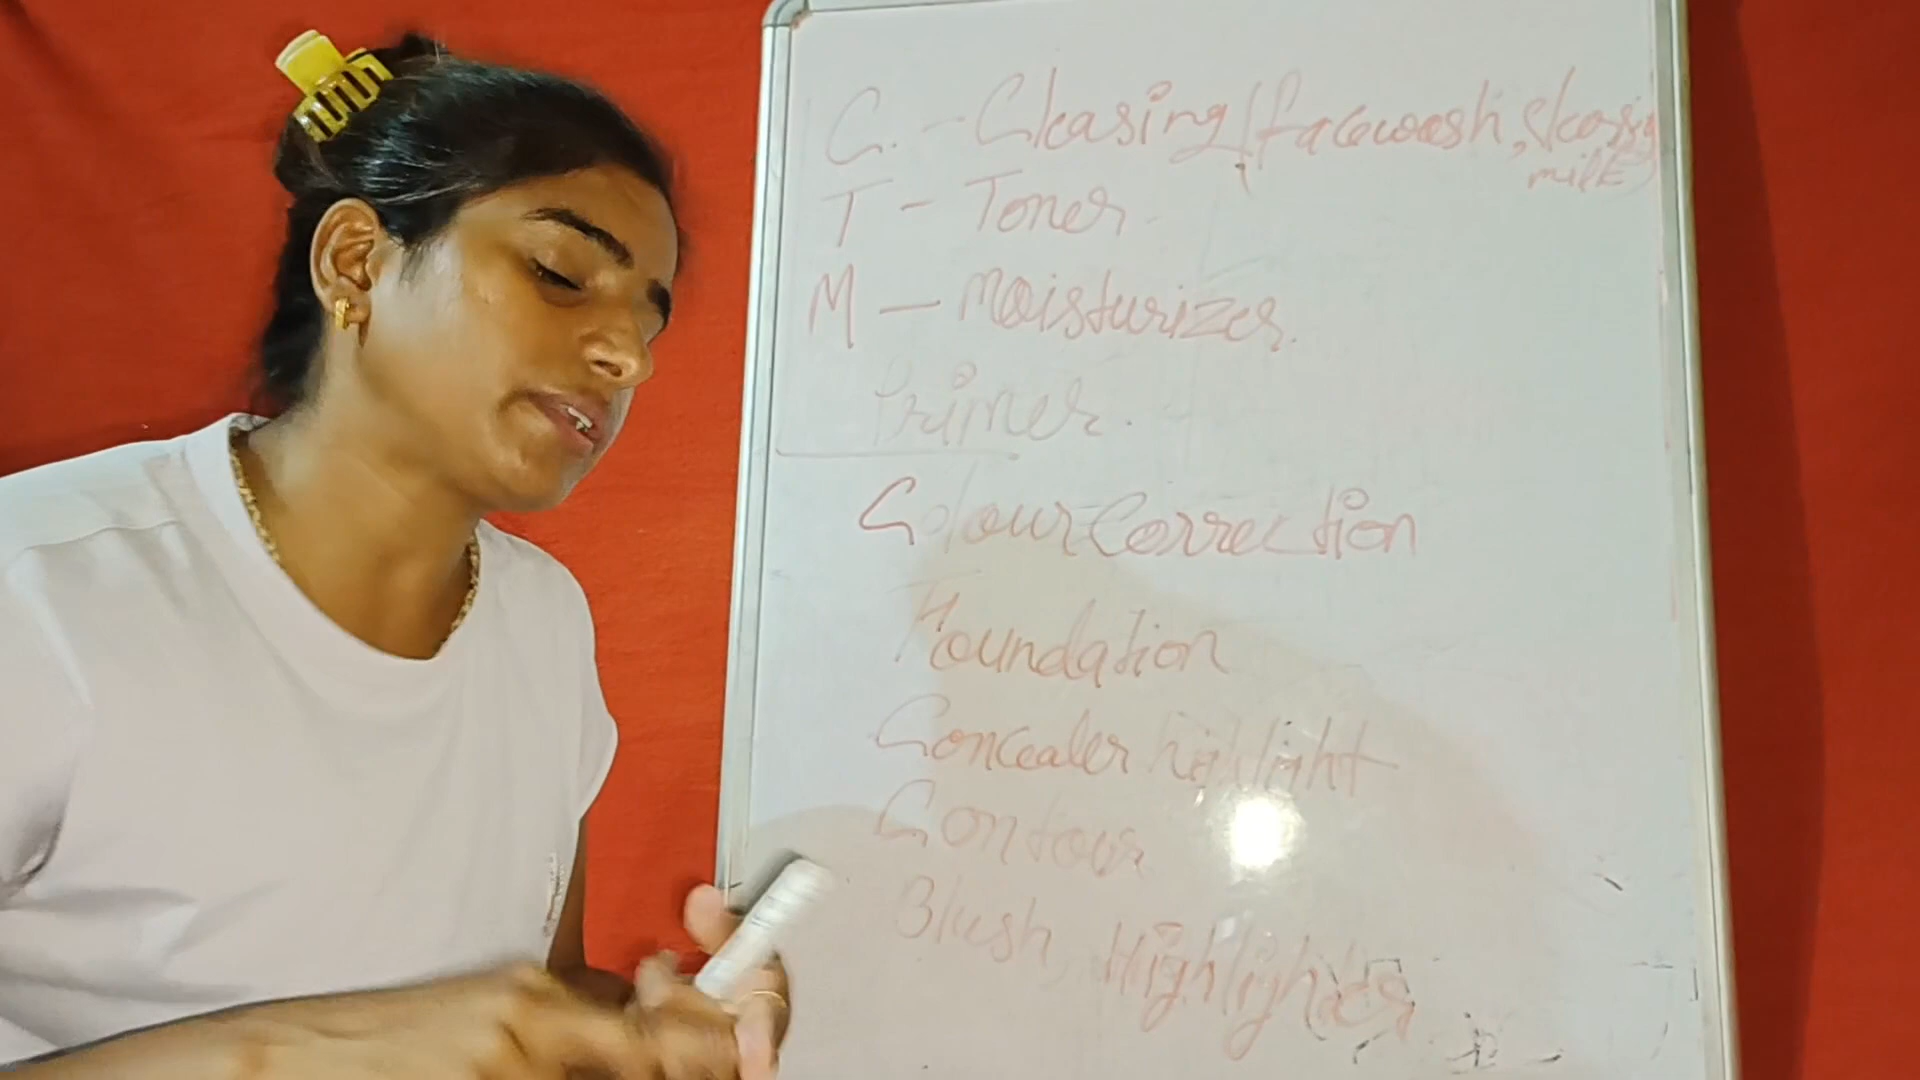 C. - Cleasing (facewash, cleasing
milk)
T - Toner
M - Moisturizer.
Primer.
Colour Correction
Foundation
Concealer highlight
Contour
Blush, Highlighter